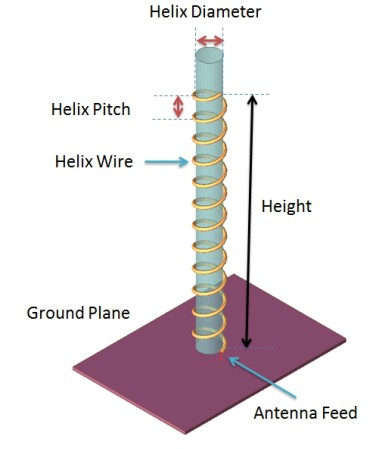 Helix Diameter
Helix Pitch
Helix Wire
Height
Ground Plane
Antenna Feed